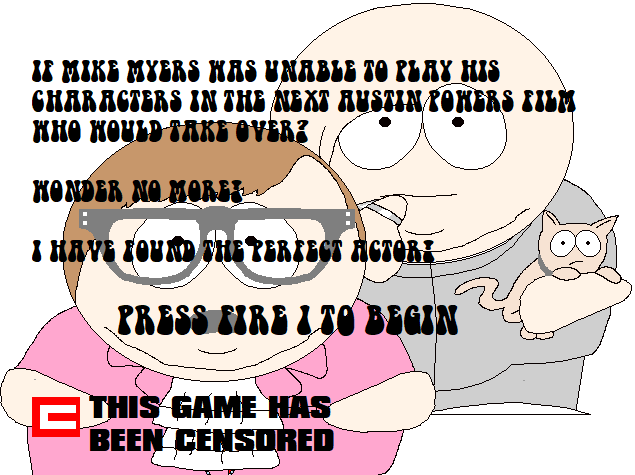 IF MIKE MYERS WAS UNABLE TO PLAY HIS
CHARACTERS IN THE NEXT AUSTIN POWERS FILM
WHO WOULD TAKE OVER?
WONDER NO MORE!
I HAVE FOUND THE PERFECT ACTOR!
PRESS FIRE 1 TO BEGIN
C THIS GAME HAS
BEEN CENSORED